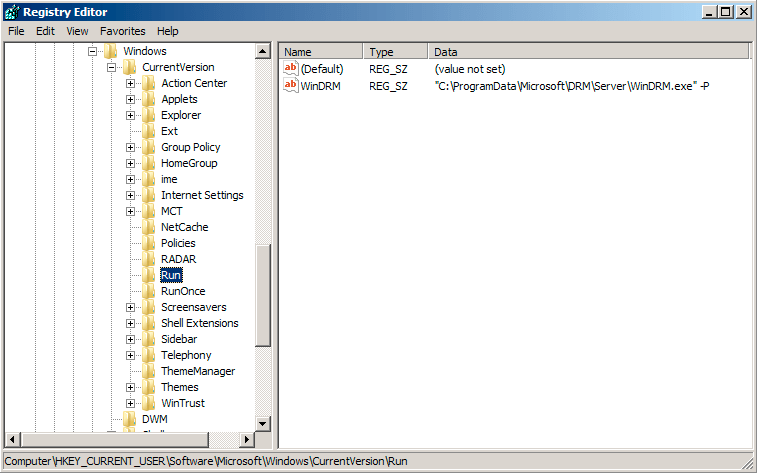 Registry Editor
File Edit View Favorites Help
Windows
CurrentVersion
Action Center
Applets
Explorer
Ext
Group Policy
HomeGroup
ime
Internet Settings
MCT
NetCache
Policies
RADAR
Run
RunOnce
Screensavers
Shell Extensions
Sidebar
Telephony
ThemeManager
Themes
WinTrust
DWM
Name Type Data
ab (Default) REG_SZ (value not set)
ab WinDRM REG_SZ "C:\ProgramData\Microsoft\DRM\Server\WinDRM.exe" -P
Computer\HKEY_CURRENT_USER\Software\Microsoft\Windows\CurrentVersion\Run